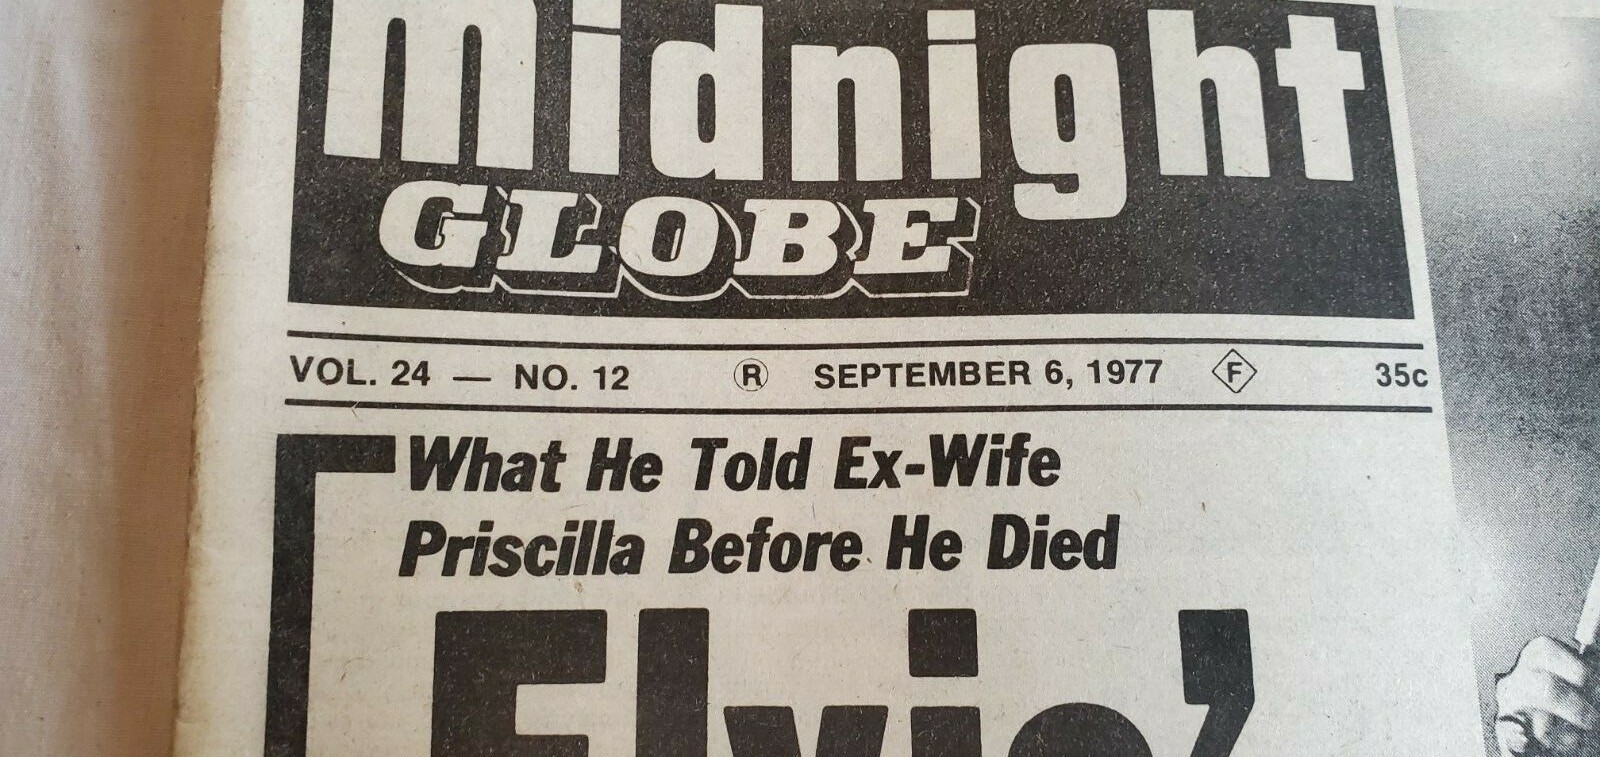 midnight
GLOBE
VOL. 24 — NO. 12 ® SEPTEMBER 6, 1977 F 35c
What He Told Ex-Wife
Priscilla Before He Died
Elvis'